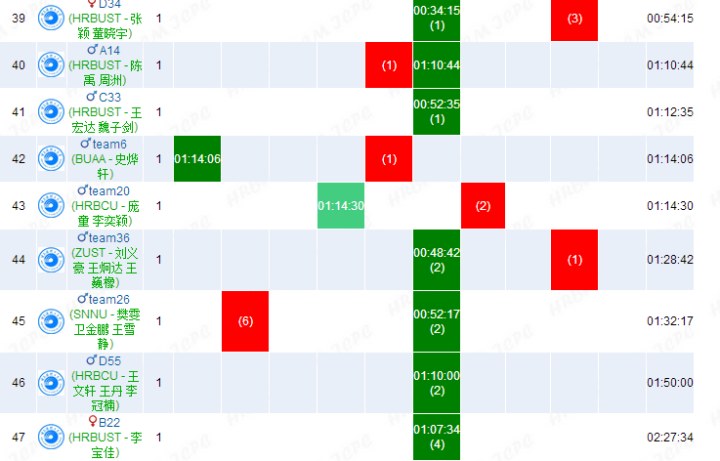 ♀D34
39 (HRBUST - 张 1 00:34:15 (3) 00:54:15
颖 董皖宇) (1)
♂A14
40 (HRBUST - 陈 1 (1) 01:10:44 01:10:44
禹 周洲)
♂C33
41 (HRBUST - 王 1 00:52:35 01:12:35
宏达 魏子剑) (1)
♂team6
42 (BUAA - 史烨 1 01:14:06 (1) 01:14:06
轩)
♂team20
43 (HRBCU - 庞 1 01:14:30 (2) 01:14:30
童 李奕颖)
♂team36
44 (ZUST - 刘义 1 00:48:42 (1) 01:28:42
豪 王炯达 王 (2)
巍橙)
♂team26
45 (SNNU - 樊雯 1 (6) 00:52:17 01:32:17
卫金鹏 王雪 (2)
静)
♂D55
46 (HRBCU - 王 1 01:10:00 01:50:00
文轩 王丹 李 (2)
冠楠)
♀B22
47 (HRBUST - 李 1 01:07:34 02:27:34
宝佳) (4)